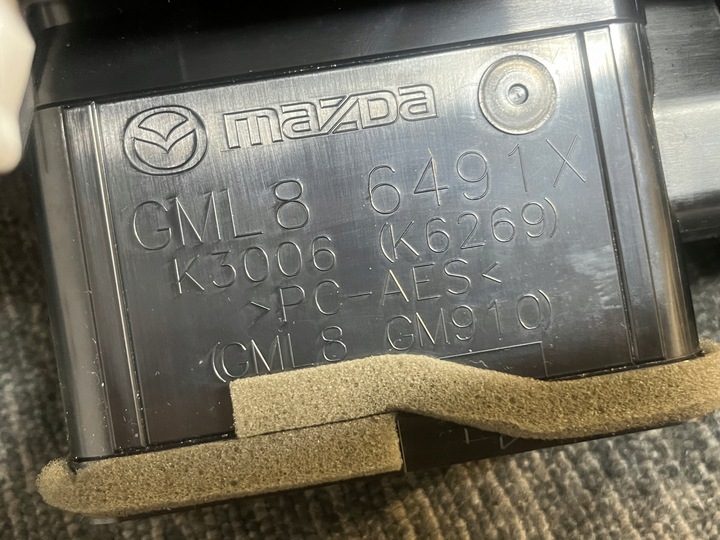 mazda
GML8 6491X
K3006 (K6269)
>PC-AES<
(GML8 GM910)